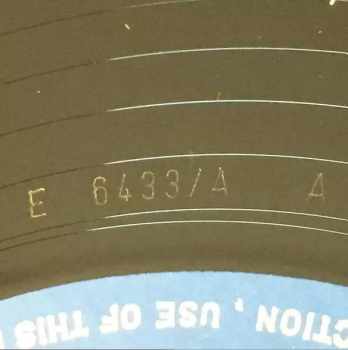 E 6433/A A
CTION, USE OF THIS